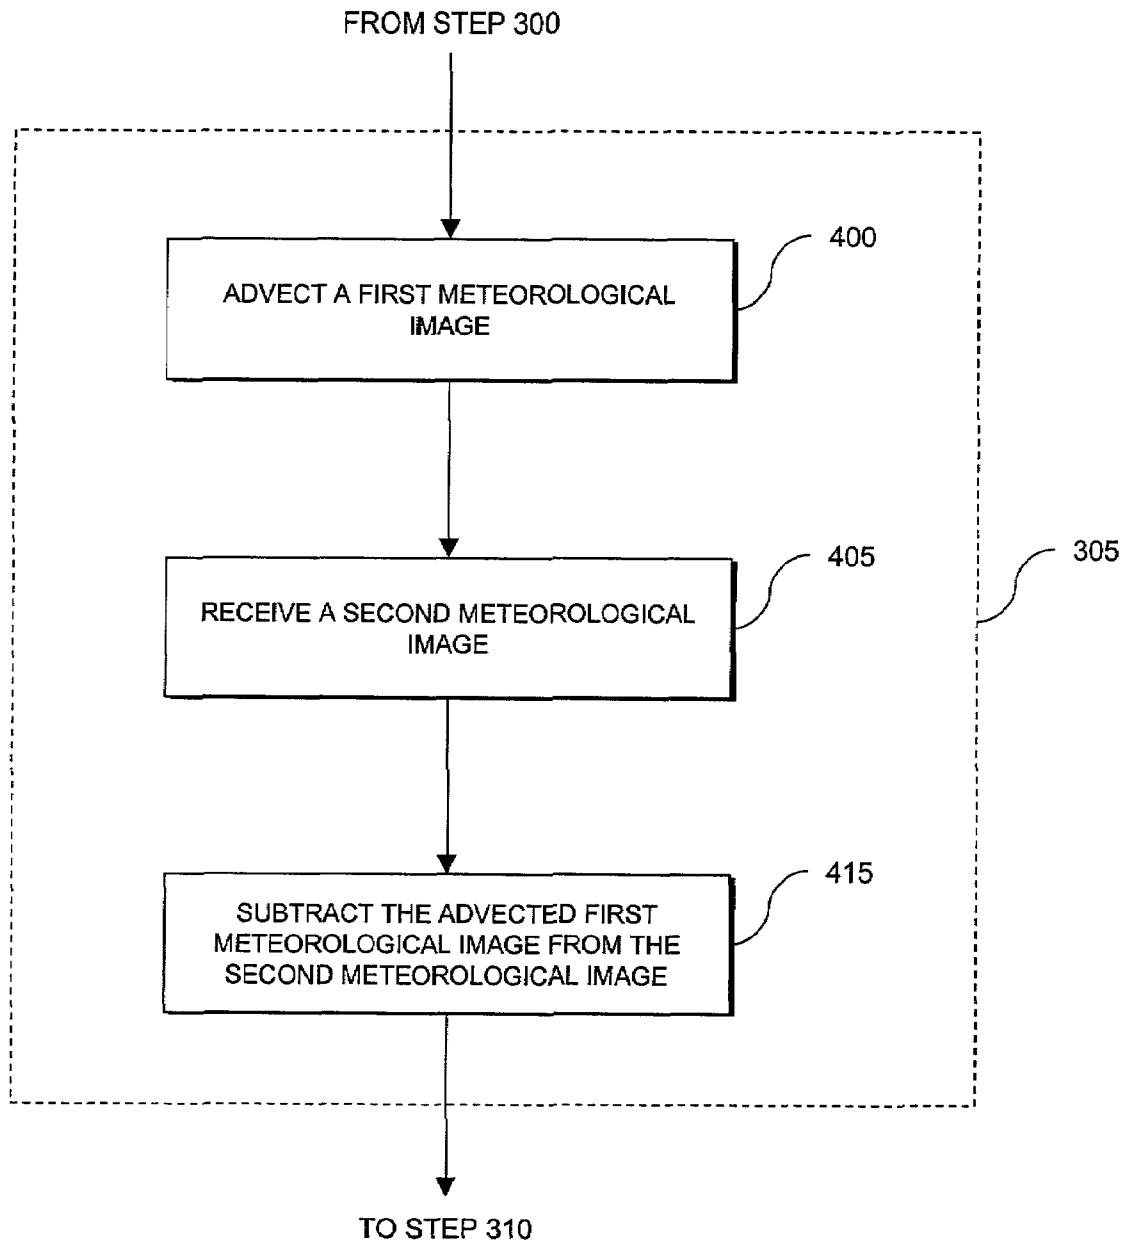 FROM STEP 300
400
ADVECT A FIRST METEOROLOGICAL
IMAGE
405
305
RECEIVE A SECOND METEOROLOGICAL
IMAGE
415
SUBTRACT THE ADVECTED FIRST
METEOROLOGICAL IMAGE FROM THE
SECOND METEOROLOGICAL IMAGE
TO STEP 310